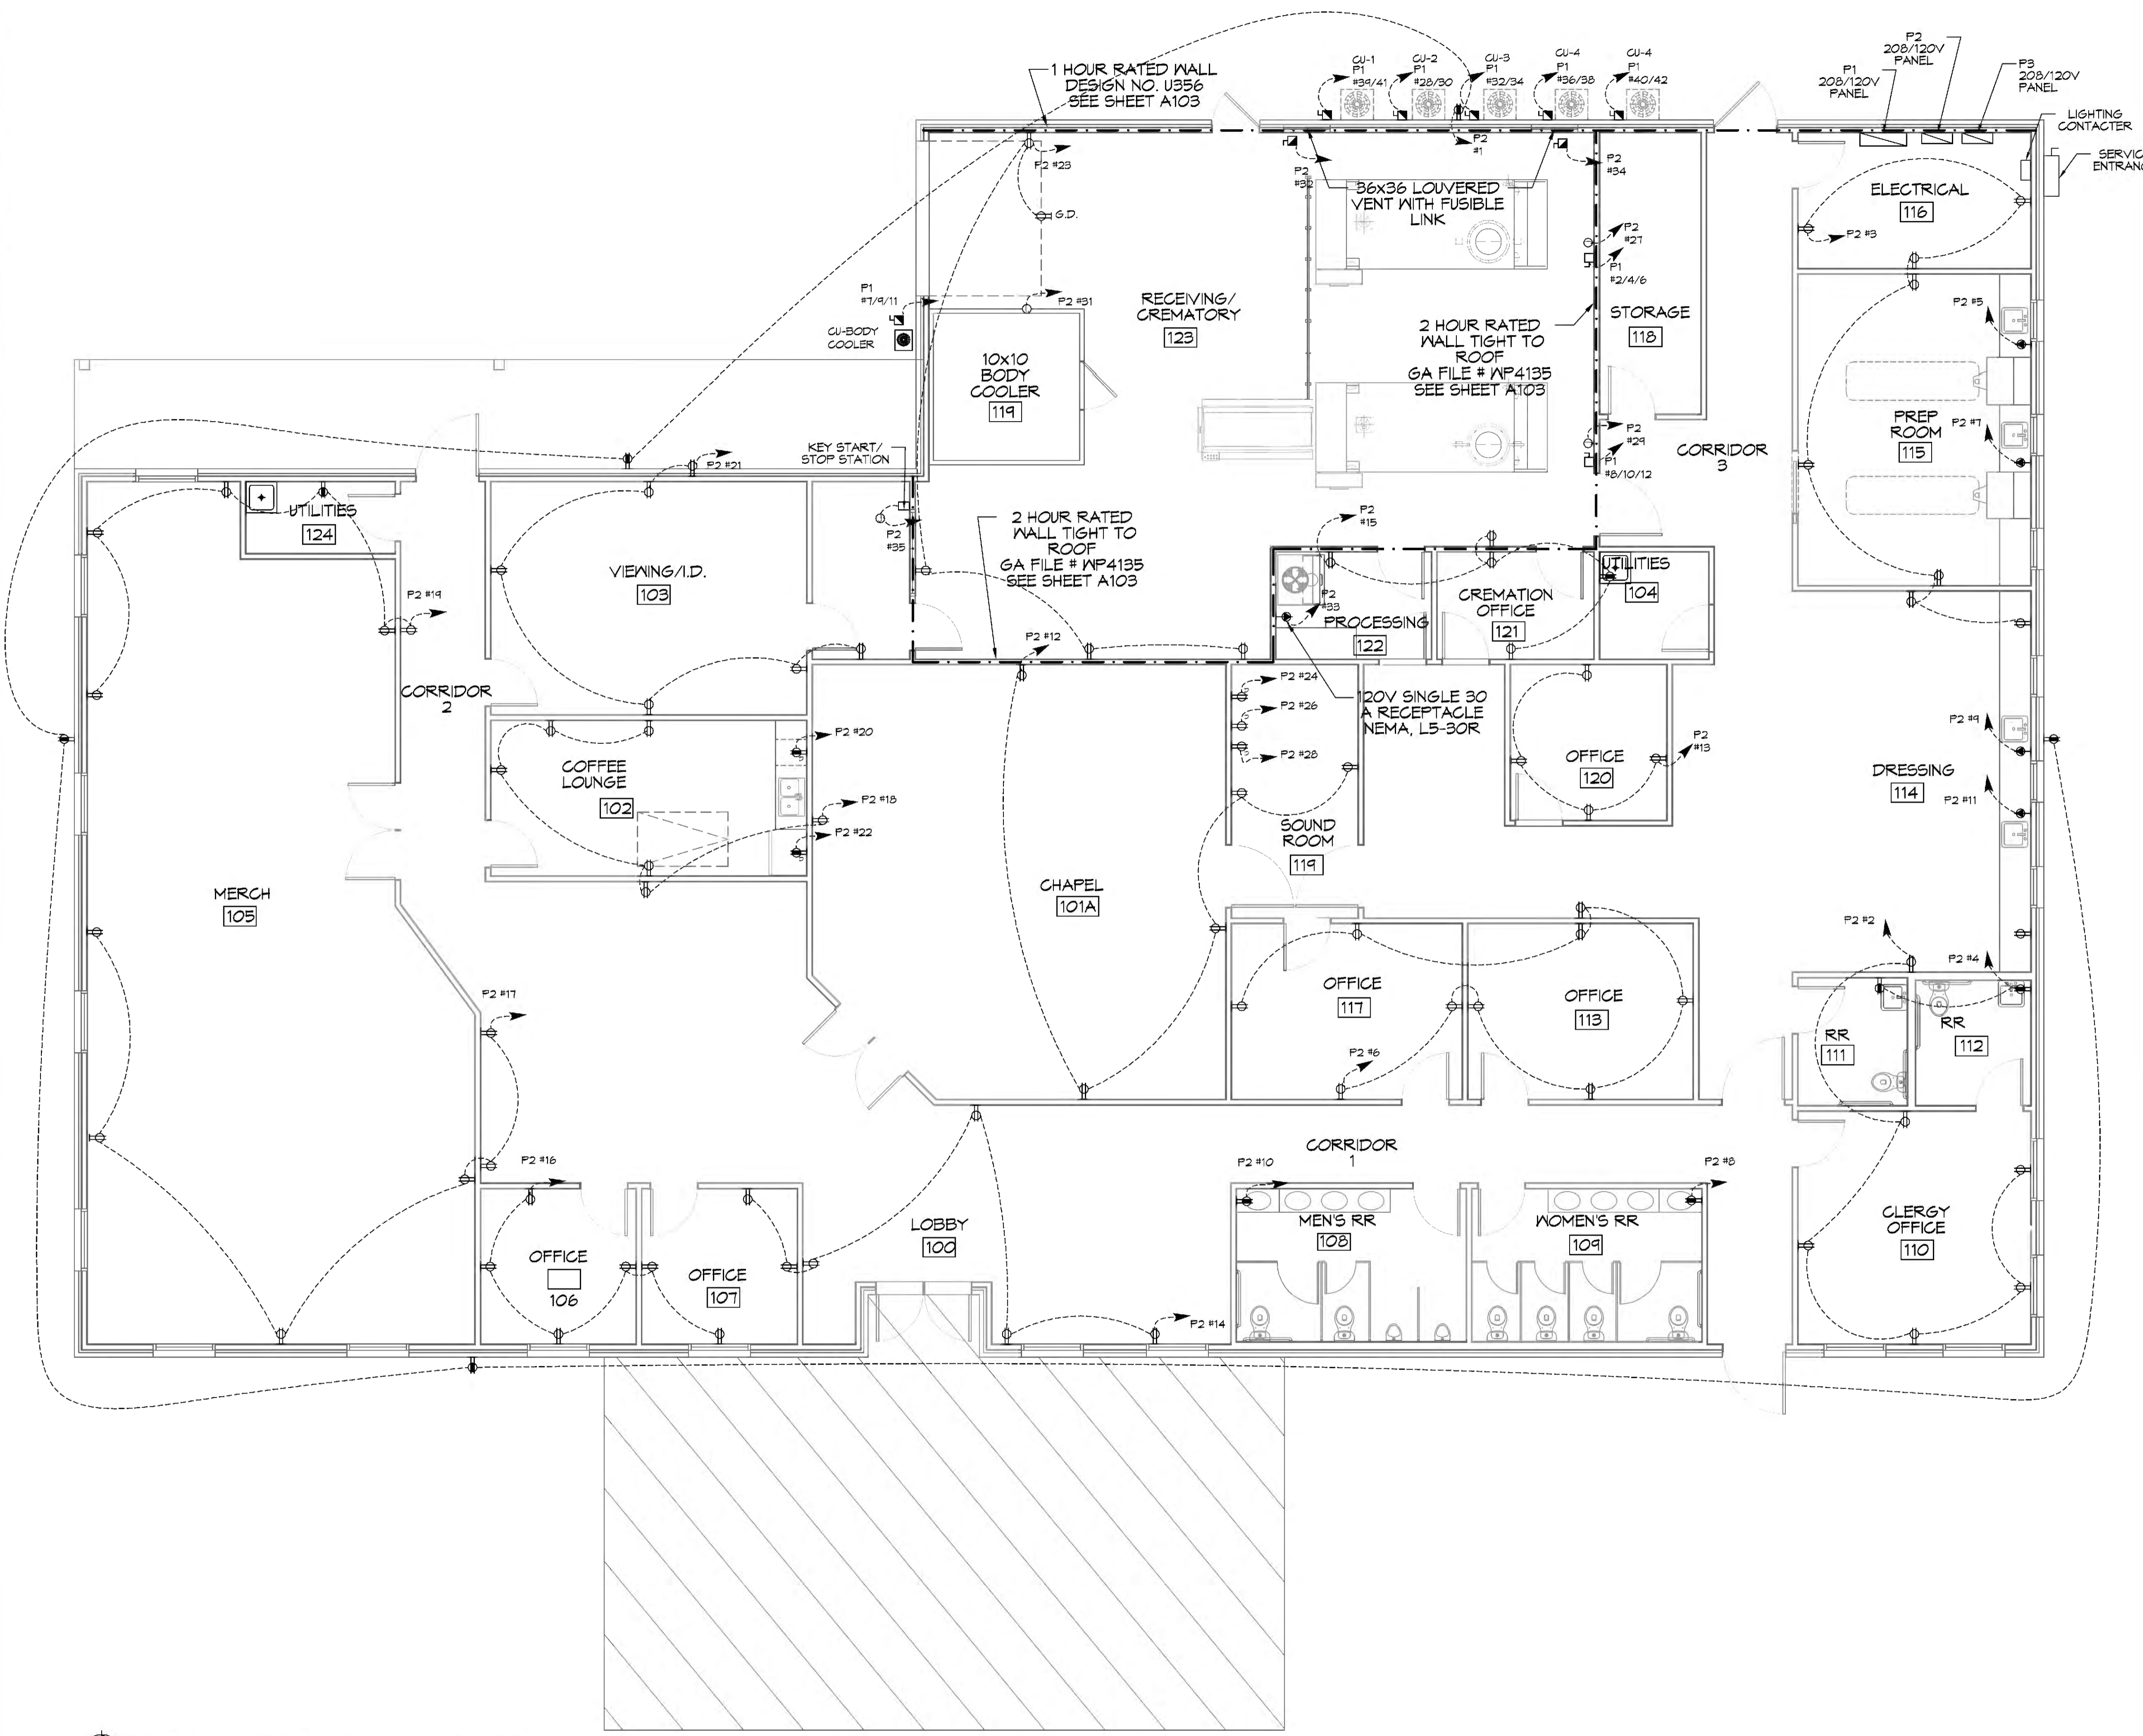 1 HOUR RATED WALL
DESIGN NO. U356
SEE SHEET A103
CU-1
P1
#39/41
CU-2
P1
#28/30
CU-3
P1
#32/34
CU-4
P1
#36/38
CU-4
P1
#40/42
P1
208/120V
PANEL
P2
208/120V
PANEL
P3
208/120V
PANEL
LIGHTING
CONTACTER
SERVIC
ENTRANC
P2 #23
G.D.
P2
#32
P2
#1
P2
#34
36x36 LOUVERED
VENT WITH FUSIBLE
LINK
ELECTRICAL
116
P2 #3
P2
#27
P1
#2/4/6
P1
#7/9/11
CU-BODY
COOLER
P2 #31
RECEIVING/
CREMATORY
123
STORAGE
118
2 HOUR RATED
WALL TIGHT TO
ROOF
GA FILE # WP4135
SEE SHEET A103
10x10
BODY
COOLER
119
P2 #5
PREP
ROOM
115
P2 #7
P2
#29
P1
#8/10/12
CORRIDOR
3
KEY START/
STOP STATION
P2 #21
UTILITIES
124
P2
#35
2 HOUR RATED
WALL TIGHT TO
ROOF
GA FILE # WP4135
SEE SHEET A103
P2
#15
VIEWING/I.D.
103
P2 #19
P2
#33
PROCESSING
122
CREMATION
OFFICE
121
UTILITIES
104
P2 #12
CORRIDOR
2
P2 #24
P2 #26
P2 #28
120V SINGLE 30
A RECEPTACLE
NEMA, L5-30R
P2 #20
COFFEE
LOUNGE
102
P2 #18
P2 #22
OFFICE
120
P2
#13
P2 #9
DRESSING
114
P2 #11
SOUND
ROOM
119
MERCH
105
CHAPEL
101A
P2 #2
P2 #4
P2 #17
OFFICE
117
OFFICE
113
P2 #6
RR
111
RR
112
CORRIDOR
1
P2 #16
P2 #10
P2 #8
LOBBY
100
MEN'S RR
108
WOMEN'S RR
109
CLERGY
OFFICE
110
OFFICE
106
OFFICE
107
P2 #14